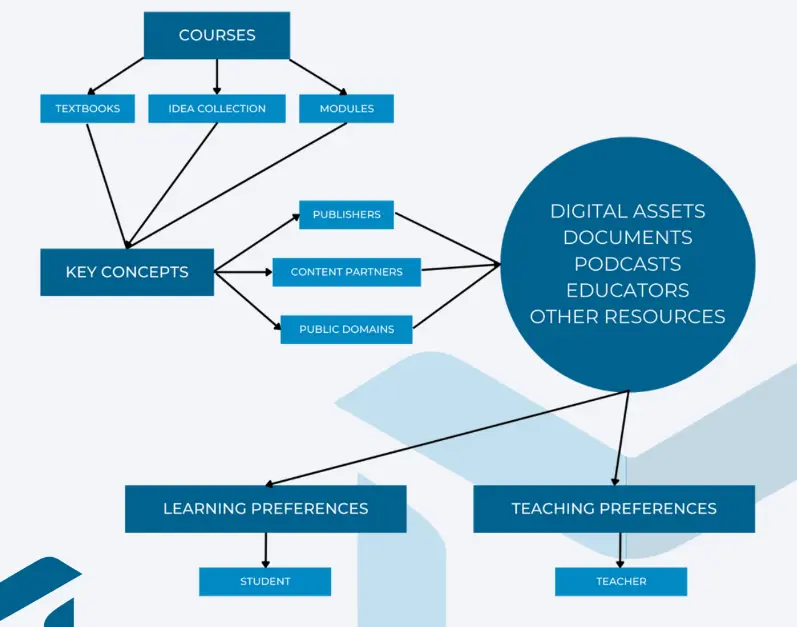 COURSES
TEXTBOOKS
IDEA COLLECTION
MODULES
PUBLISHERS
KEY CONCEPTS
CONTENT PARTNERS
PUBLIC DOMAINS
DIGITAL ASSETS
DOCUMENTS
PODCASTS
EDUCATORS
OTHER RESOURCES
LEARNING PREFERENCES
TEACHING PREFERENCES
STUDENT
TEACHER